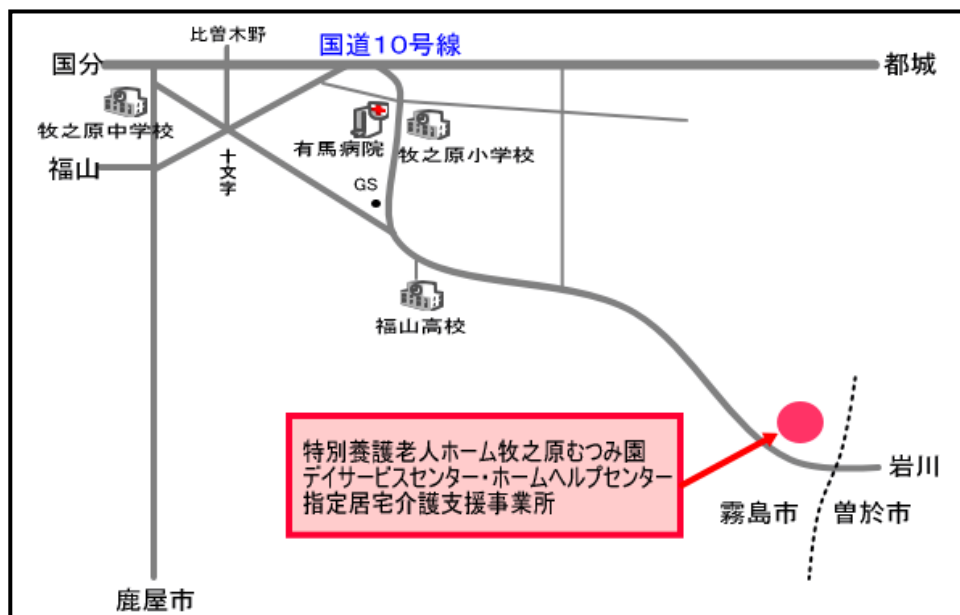 比曽木野
国道10号線
国分
都城
牧之原中学校
有馬病院
牧之原小学校
福山
十文字
GS
福山高校
特別養護老人ホーム牧之原むつみ園
デイサービスセンター・ホームヘルプセンター
指定居宅介護支援事業所
岩川
霧島市
曽於市
鹿屋市